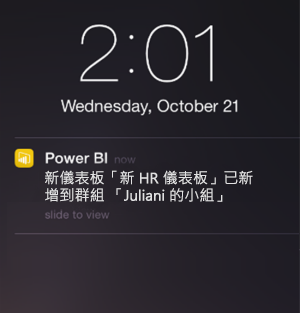 2:01
Wednesday, October 21
Power BI now
新儀表板「新 HR 儀表板」已新
增到群組 「Juliani 的小組」
slide to view